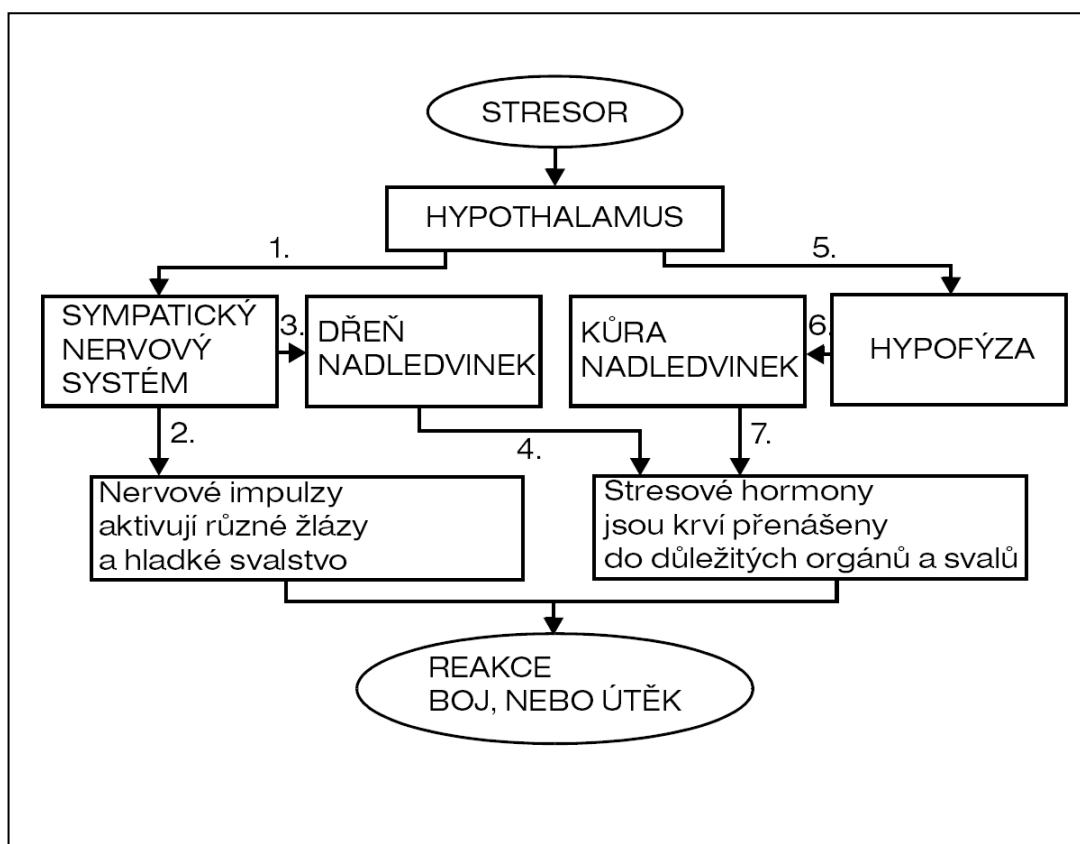 STRESOR
HYPOTHALAMUS
1.
5.
SYMPATICKÝ
NERVOVÝ
SYSTÉM
3.
DŘEŇ
NADLEDVINEK
KŮRA
NADLEDVINEK
6.
HYPOFÝZA
2.
4.
7.
Nervové impulzy
aktivují různé žlázy
a hladké svalstvo
Stresové hormony
jsou krví přenášeny
do důležitých orgánů a svalů
REAKCE
BOJ, NEBO ÚTĚK